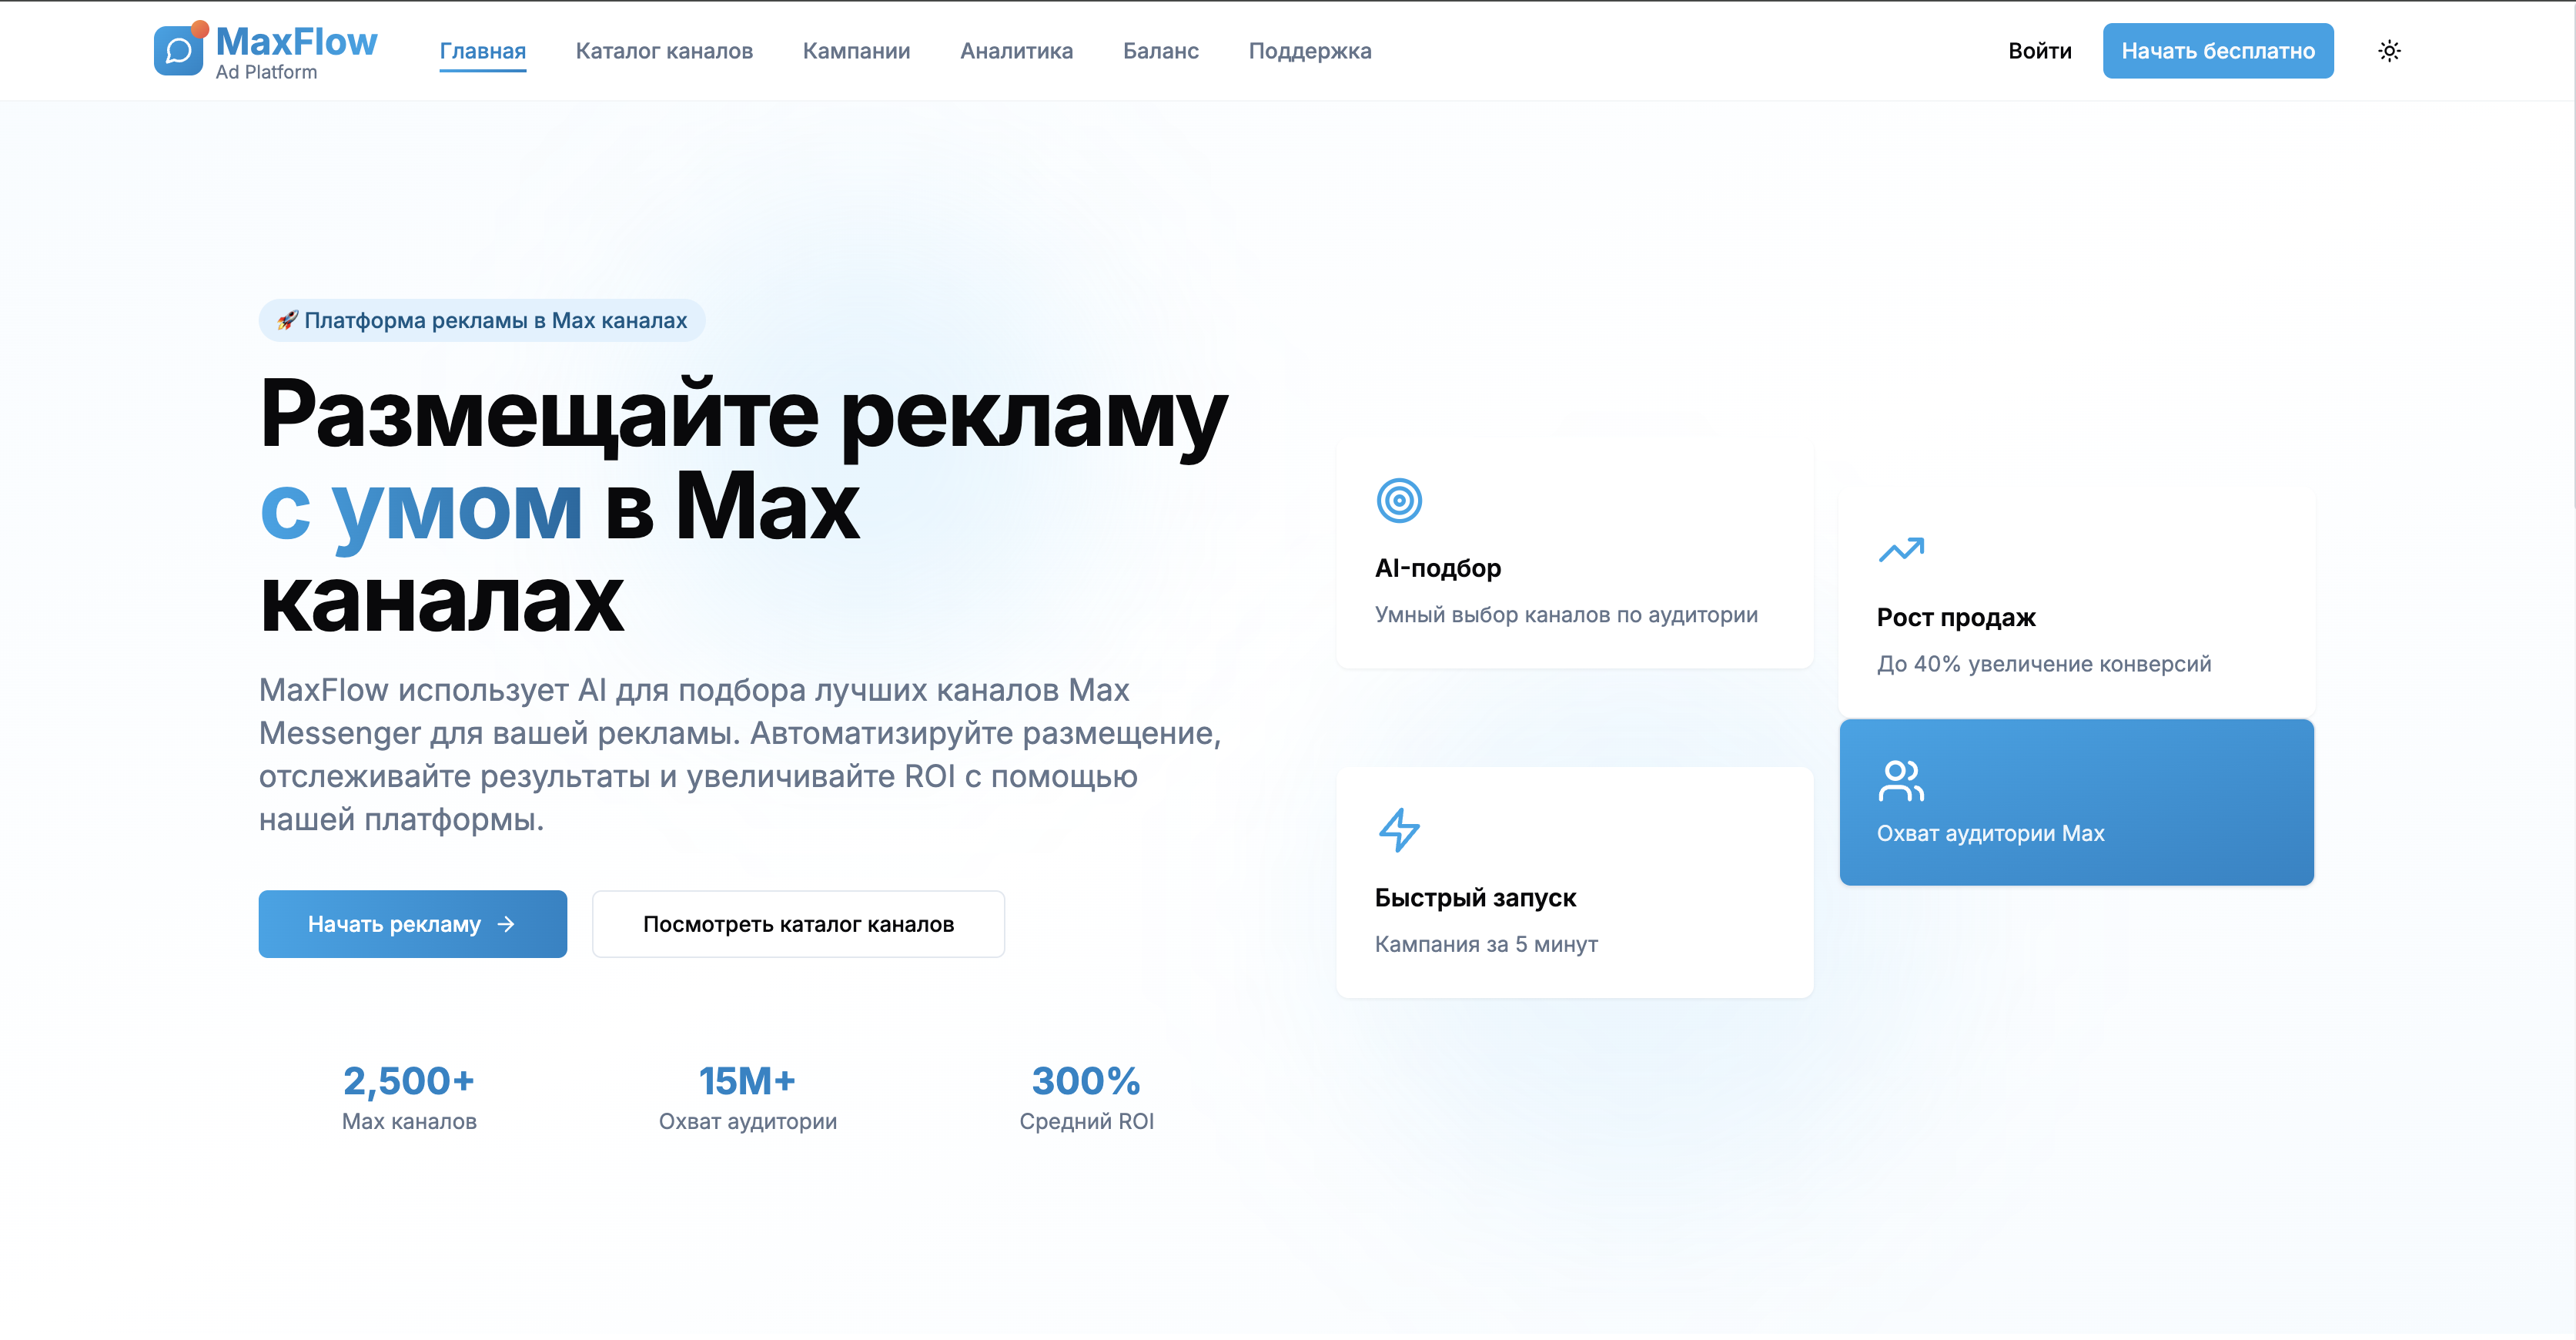 MaxFlow
Ad Platform
Главная
Каталог каналов
Кампании
Аналитика
Баланс
Поддержка
Войти
Начать бесплатно
🚀 Платформа рекламы в Max каналах
Размещайте рекламу
с умом в Max
каналах
MaxFlow использует AI для подбора лучших каналов Max
Messenger для вашей рекламы. Автоматизируйте размещение,
отслеживайте результаты и увеличивайте ROI с помощью
нашей платформы.
Начать рекламу →
Посмотреть каталог каналов
2,500+
Max каналов
15M+
Охват аудитории
300%
Средний ROI
AI-подбор
Умный выбор каналов по аудитории
Рост продаж
До 40% увеличение конверсий
Быстрый запуск
Кампания за 5 минут
Охват аудитории Max